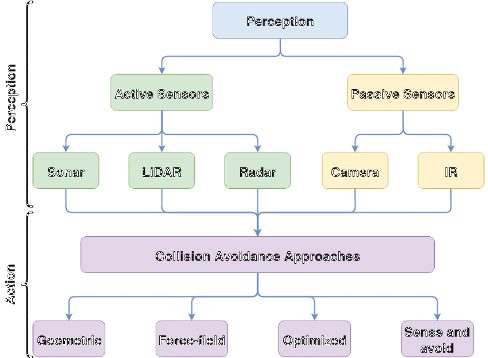 Perception
Perception
Active Sensors
Passive Sensors
Sonar
LiDAR
Radar
Camera
IR
Action
Collision Avoidance Approaches
Geometric
Force-field
Optimized
Sense and
avoid